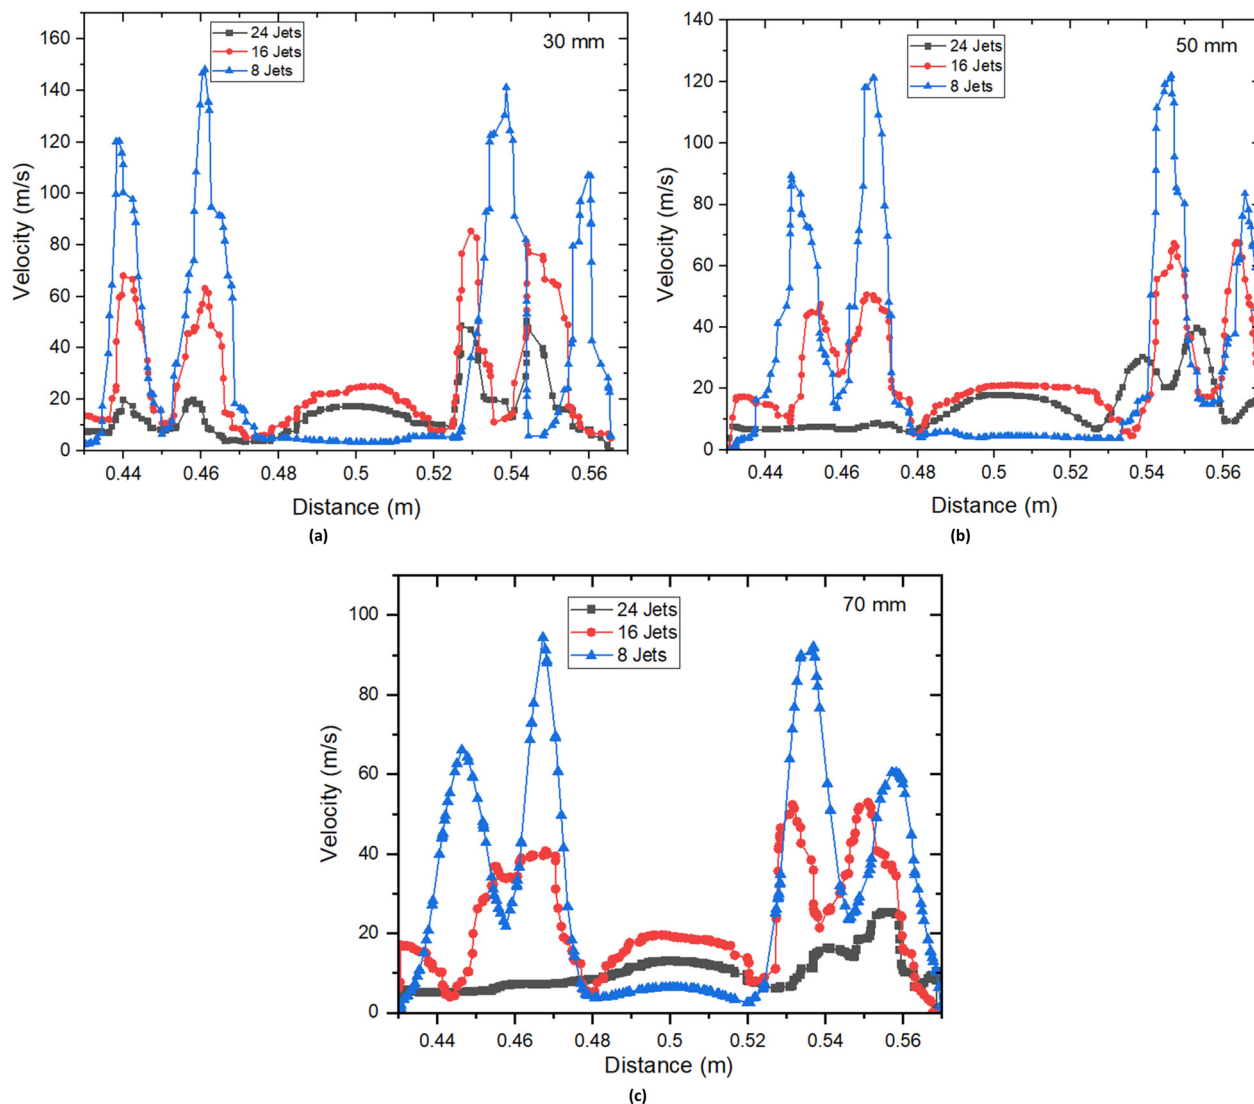 30 mm
24 Jets
16 Jets
8 Jets
160
140
120
100
80
60
40
20
0
Velocity (m/s)
0.44
0.46
0.48
0.5
0.52
0.54
0.56
Distance (m)
(a)
50 mm
24 Jets
16 Jets
8 Jets
140
120
100
80
60
40
20
0
Velocity (m/s)
0.44
0.46
0.48
0.5
0.52
0.54
0.56
Distance (m)
(b)
70 mm
24 Jets
16 Jets
8 Jets
100
80
60
40
20
0
Velocity (m/s)
0.44
0.46
0.48
0.5
0.52
0.54
0.56
Distance (m)
(c)